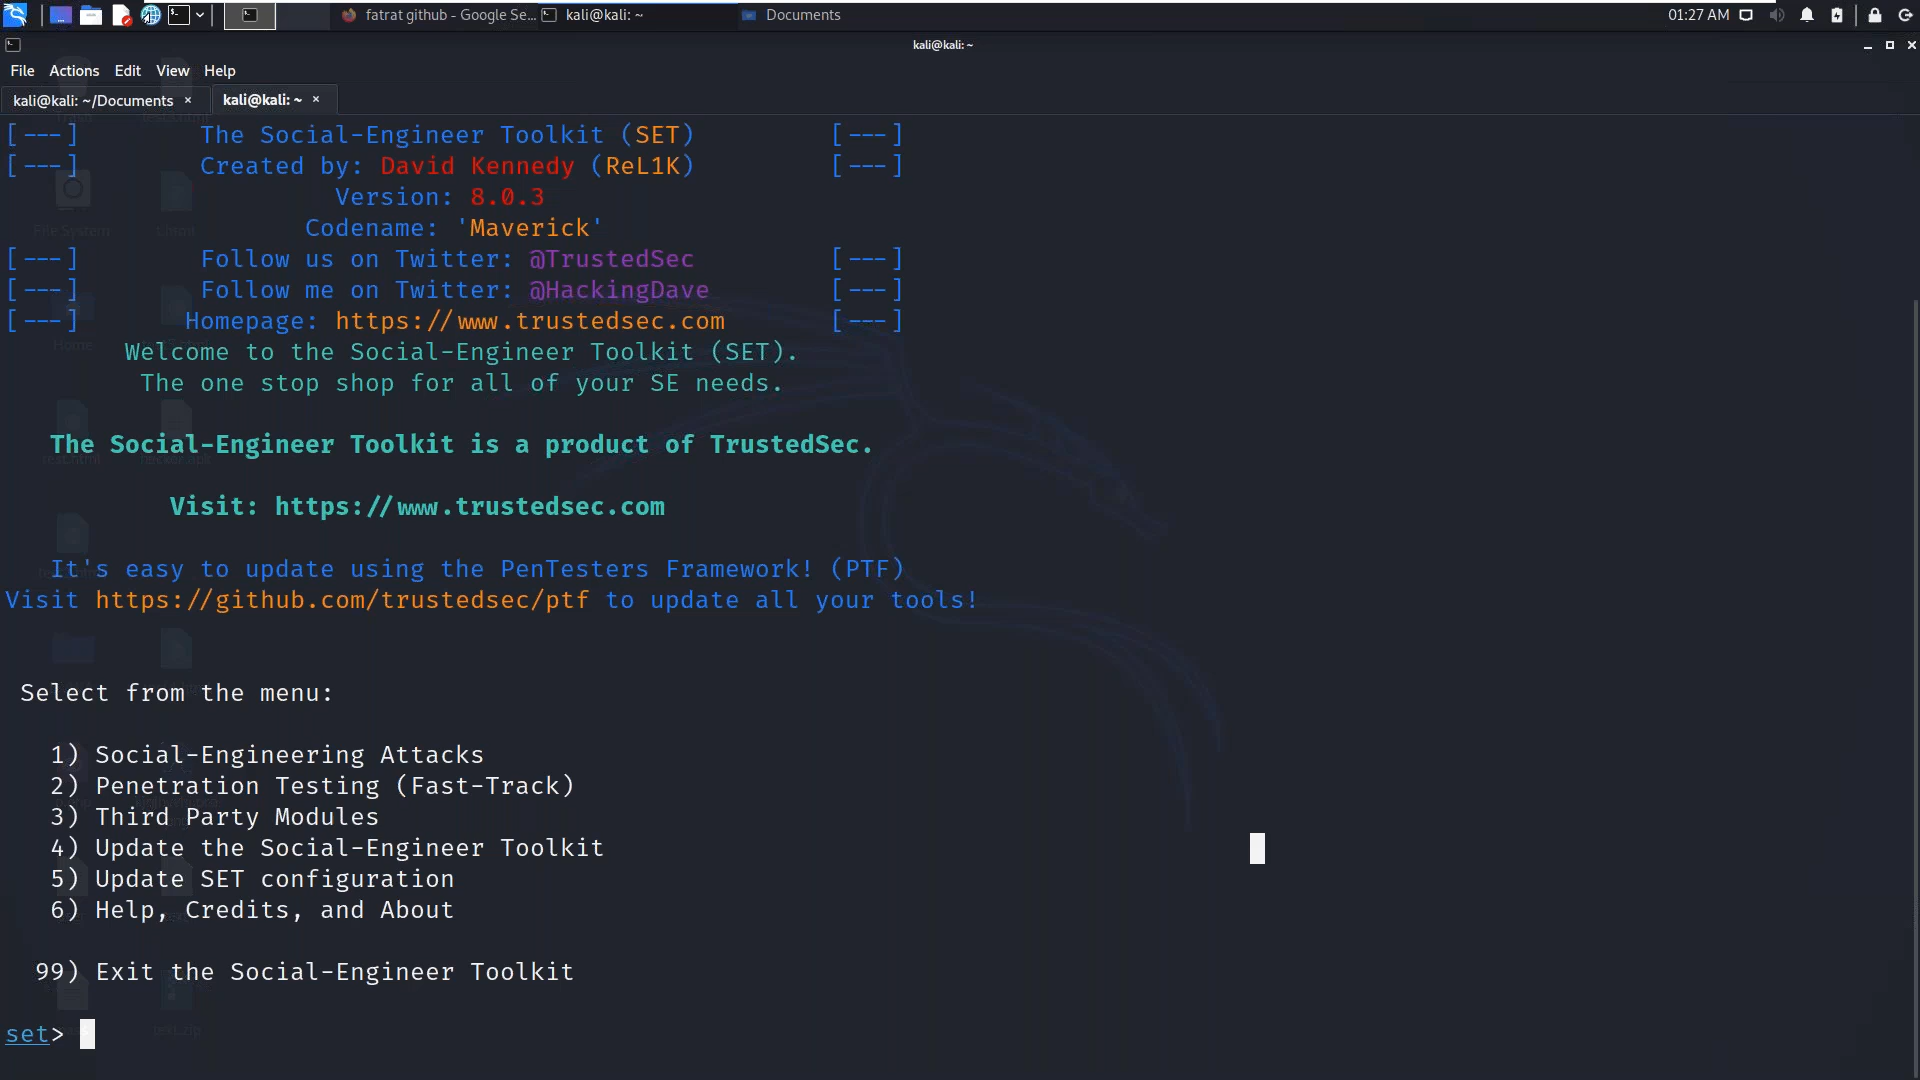 fatrat github - Google Se... kali@kali: ~ Documents 01:27 AM
kali@kali: ~
File Actions Edit View Help
kali@kali: ~/Documents × kali@kali: ~ ×
[---] The Social-Engineer Toolkit (SET) [---]
[---] Created by: David Kennedy (ReL1K) [---]
Version: 8.0.3
Codename: 'Maverick'
[---] Follow us on Twitter: @TrustedSec [---]
[---] Follow me on Twitter: @HackingDave [---]
[---] Homepage: https://www.trustedsec.com [---]
Welcome to the Social-Engineer Toolkit (SET).
The one stop shop for all of your SE needs.
The Social-Engineer Toolkit is a product of TrustedSec.
Visit: https://www.trustedsec.com
It's easy to update using the PenTesters Framework! (PTF)
Visit https://github.com/trustedsec/ptf to update all your tools!
Select from the menu:
1) Social-Engineering Attacks
2) Penetration Testing (Fast-Track)
3) Third Party Modules
4) Update the Social-Engineer Toolkit
5) Update SET configuration
6) Help, Credits, and About
99) Exit the Social-Engineer Toolkit
set>